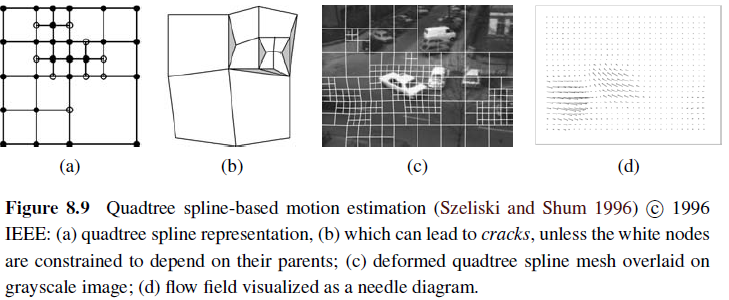 (a)
(b)
(c)
(d)
Figure 8.9 Quadtree spline-based motion estimation (Szeliski and Shum 1996) © 1996
IEEE: (a) quadtree spline representation, (b) which can lead to cracks, unless the white nodes
are constrained to depend on their parents; (c) deformed quadtree spline mesh overlaid on
grayscale image; (d) flow field visualized as a needle diagram.